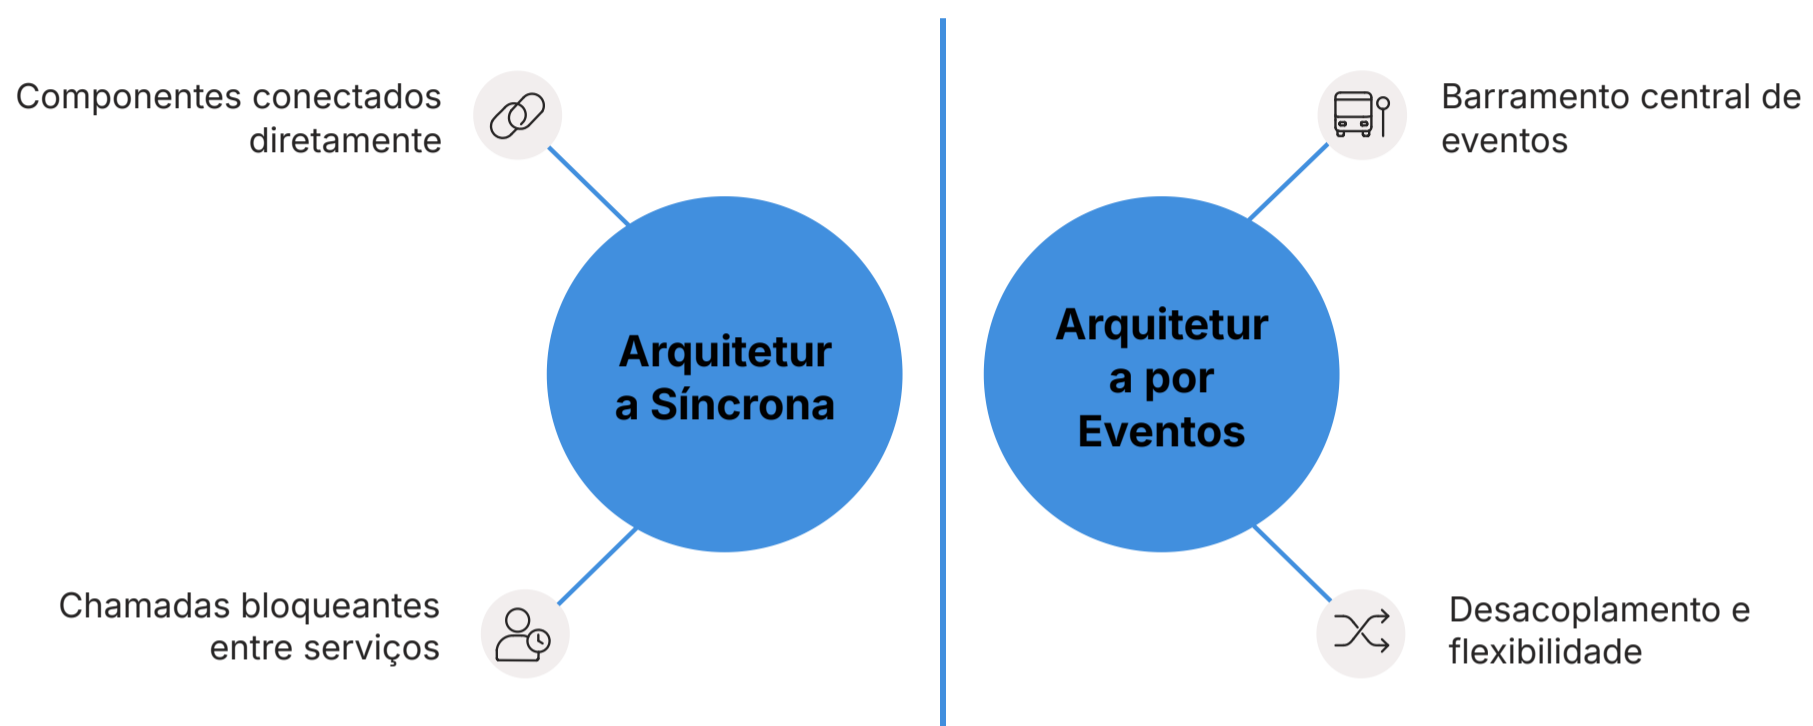 Componentes conectados
diretamente
Arquitetur
a Síncrona
Chamadas bloqueantes
entre serviços
Barramento central de
eventos
Arquitetur
a por
Eventos
Desacoplamento e
flexibilidade